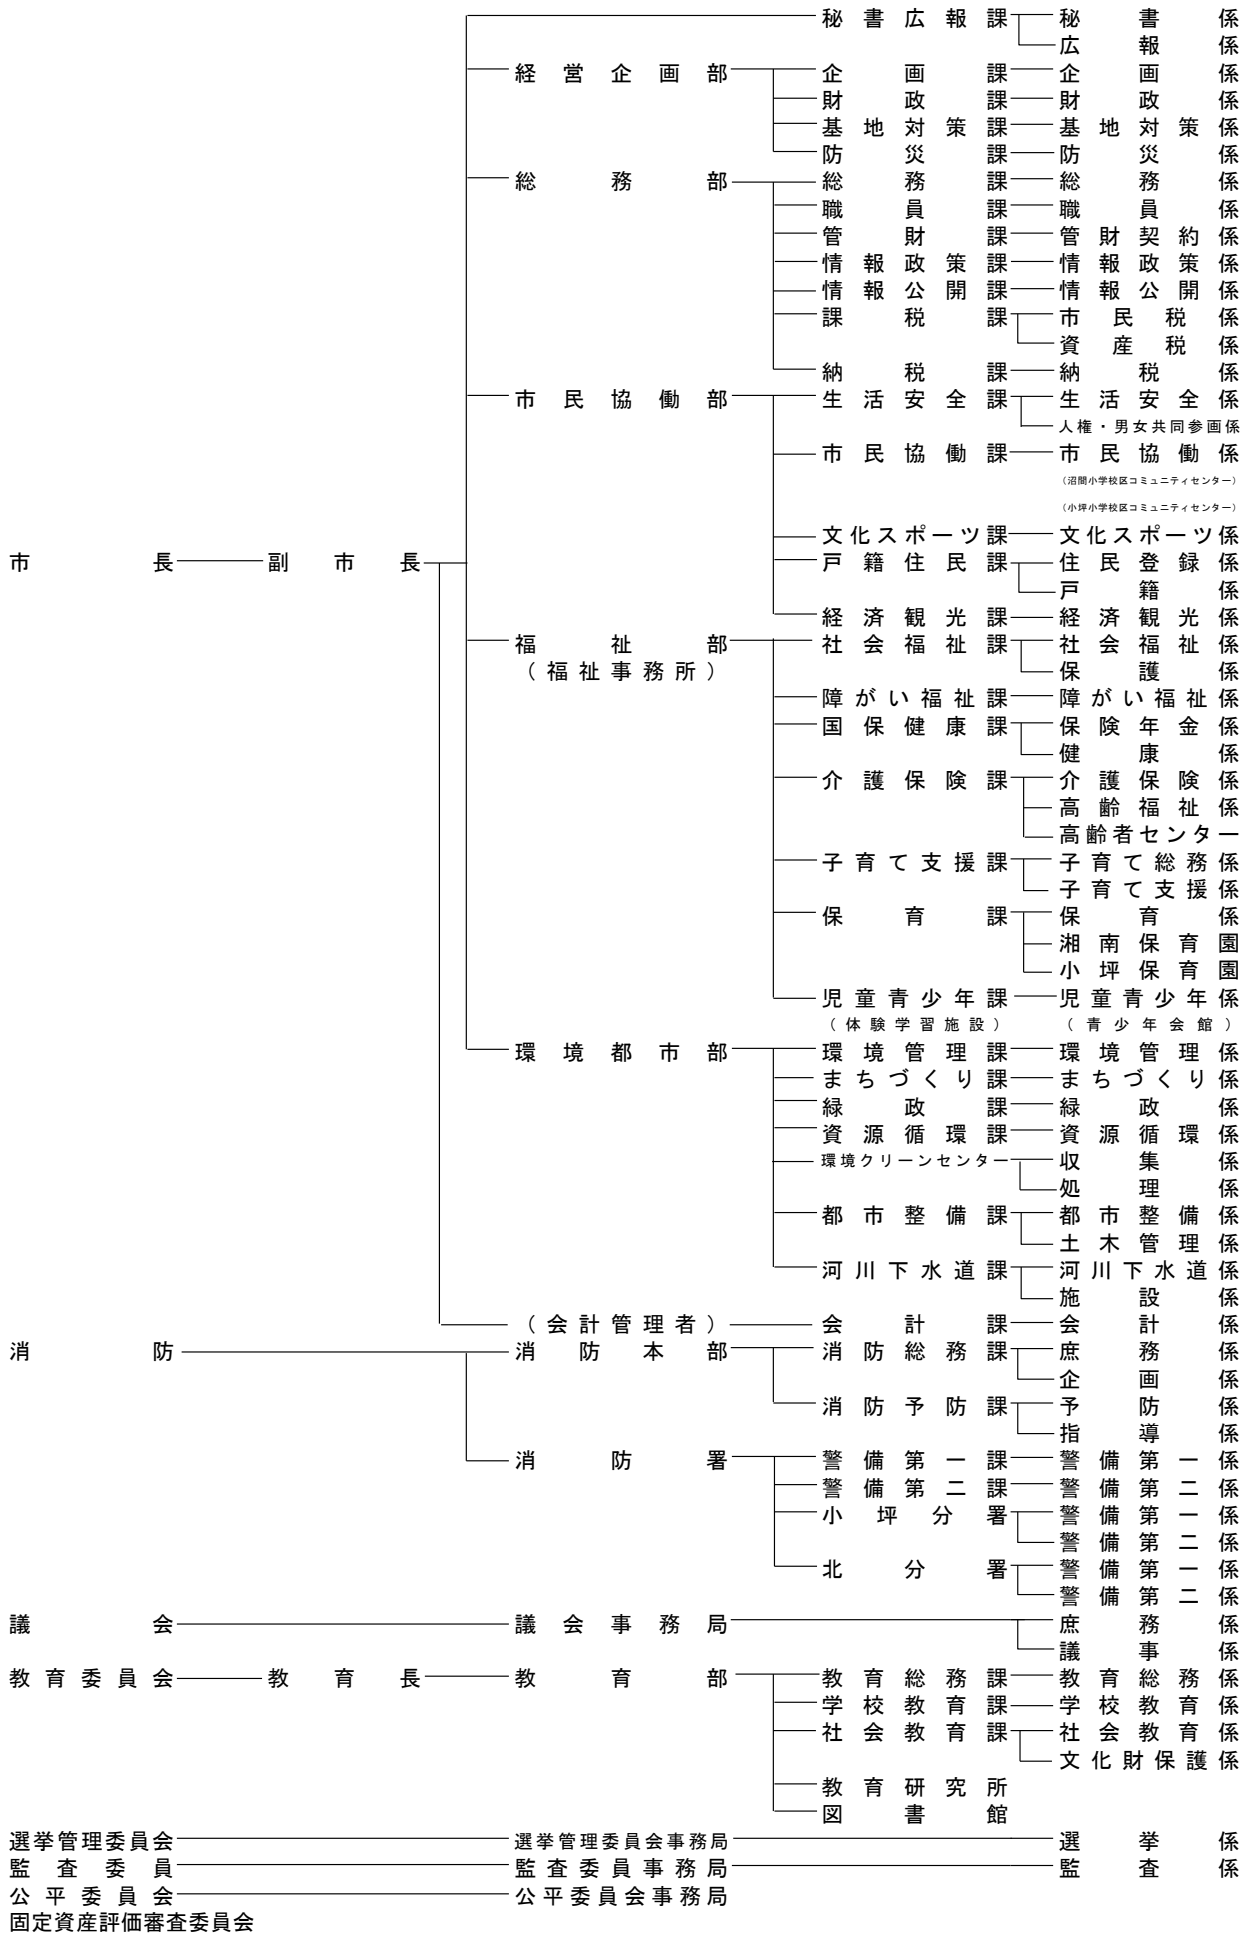 秘書広報課 秘書係
広報係
経営企画部 企画課 企画係
財政課 財政係
基地対策課 基地対策係
防災課 防災係
総務部 総務課 総務係
職員課 職員係
管財課 管財契約係
情報政策課 情報政策係
情報公開課 情報公開係
課税課 市民税係
資産税係
納税課 納税係
市民協働部 生活安全課 生活安全係
人権・男女共同参画係
市民協働課 市民協働係
(沼間小学校区コミュニティセンター)
(小坪小学校区コミュニティセンター)
文化スポーツ課 文化スポーツ係
市長 副市長 戸籍住民課 住民登録係
戸籍係
経済観光課 経済観光係
福祉部 社会福祉課 社会福祉係
(福祉事務所) 保護係
障がい福祉課 障がい福祉係
国保健康課 保険年金係
健康係
介護保険課 介護保険係
高齢福祉係
高齢者センター
子育て支援課 子育て総務係
子育て支援係
保育課 保育係
湘南保育園
小坪保育園
児童青少年課 児童青少年係
(体験学習施設) (青少年会館)
環境都市部 環境管理課 環境管理係
まちづくり課 まちづくり係
緑政課 緑政係
資源循環課 資源循環係
環境クリーンセンター 収集係
処理係
都市整備課 都市整備係
土木管理係
河川下水道課 河川下水道係
施設係
(会計管理者) 会計課 会計係
消防 消防本部 消防総務課 庶務係
企画係
消防予防課 予防係
指導係
消防署 警備第一課 警備第一係
警備第二課 警備第二係
小坪分署 警備第一係
警備第二係
北分署 警備第一係
警備第二係
議会 議会事務局 庶務係
議事係
教育委員会 教育長 教育部 教育総務課 教育総務係
学校教育課 学校教育係
社会教育課 社会教育係
文化財保護係
教育研究所
図書館
選挙管理委員会 選挙管理委員会事務局 選挙係
監査委員 監査委員事務局 監査係
公平委員会 公平委員会事務局
固定資産評価審査委員会